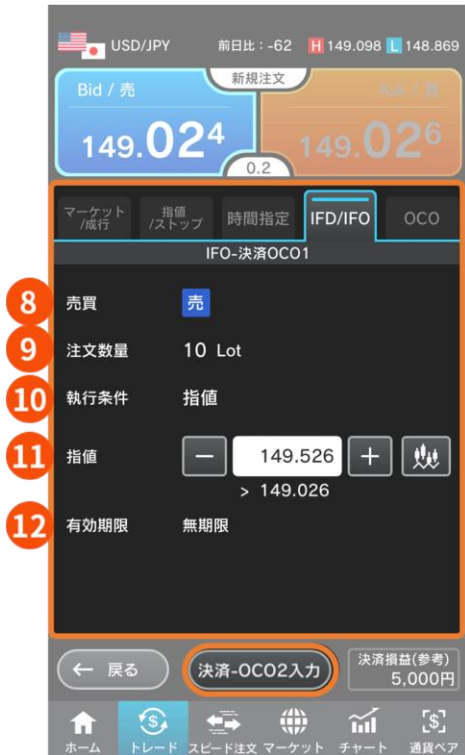 USD/JPY 前日比：-62 H 149.098 L 148.869
新規注文
Bid / 売 Ask / 買
149.024 149.026
0.2
マーケット/成行 指値/ストップ 時間指定 IFD/IFO OCO
IFO-決済OCO1
8 売買 売
9 注文数量 10 Lot
10 執行条件 指値
11 指値 − 149.526 +
> 149.026
12 有効期限 無期限
← 戻る 決済-OCO2入力 決済損益(参考)
5,000円
ホーム トレード スピード注文 マーケット チャート 通貨ペア